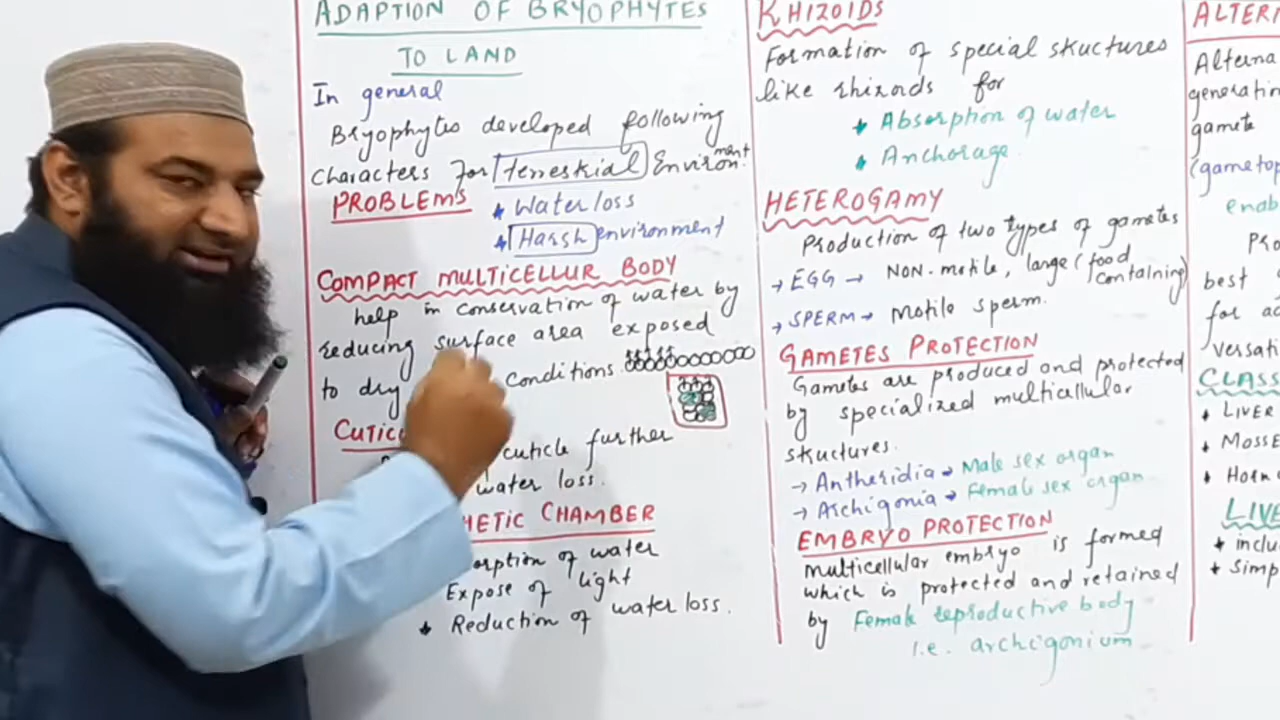 ADAPTION OF BRYOPHYTES
TO LAND
In general
Bryophytes developed following
characters for terrestrial Environment
PROBLEMS
Water loss
Harsh environment
COMPACT MULTICELLUR BODY
help in conservation of water by
reducing surface area exposed
to dry conditions.
CUTIC
cuticle further
water loss.
HETIC CHAMBER
orption of water
Expose of light
Reduction of water loss.
RHIZOIDS
Formation of special structures
like rhizoids for
Absorption of water
Anchorage.
HETEROGAMY
Production of two types of gametes
→ EGG → NON-motile, large (food containing)
→ SPERM → Motile sperm.
GAMETES PROTECTION
Gametes are produced and protected
by specialized multicellular
structures.
→ Antheridia → Male sex organ
→ Archigonia → Female sex organ
EMBRYO PROTECTION
multicellular embryo is formed
which is protected and retained
by Female reproductive body
i.e. archigonium
ALTER
Alterna
generatin
gamete
(gametop
enab
Pro
best
for ad
versati
CLASS
LIVER
MOSSE
HORN
LIVE
inclu
Simp